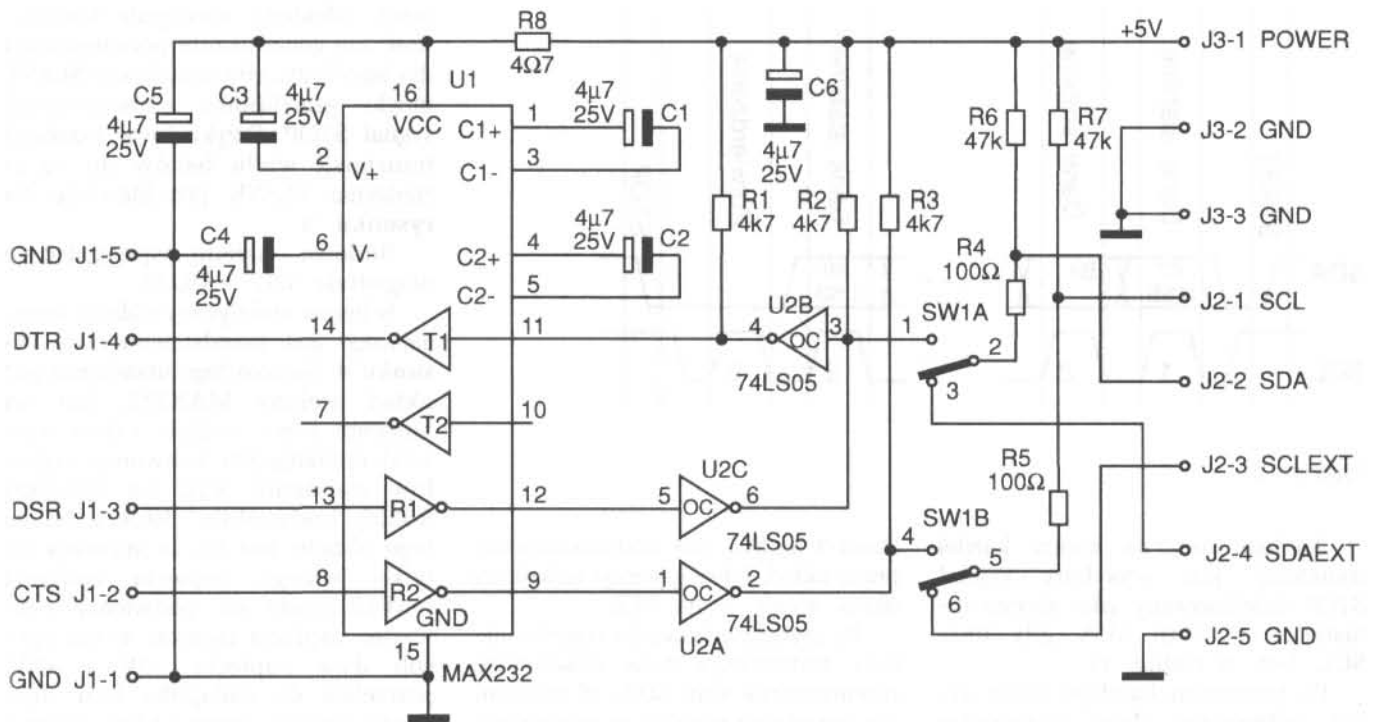 R8
4Ω7
+5V
J3-1 POWER
U1
C5
4µ7
25V
C3
4µ7
25V
16
VCC
1
C1+
4µ7
25V
C1
C6
4µ7
25V
R6
47k
R7
47k
J3-2 GND
2
V+
3
C1-
R1
4k7
R2
4k7
R3
4k7
J3-3 GND
GND J1-5
C4
4µ7
25V
6
V-
4
C2+
4µ7
25V
C2
5
C2-
R4
100Ω
J2-1 SCL
DTR J1-4
14
T1
11
U2B
4
OC
3
74LS05
1
SW1A
2
3
J2-2 SDA
7
T2
10
J2-3 SCLEXT
DSR J1-3
13
R1
12
U2C
5
OC
6
74LS05
R5
100Ω
SW1B
4
5
6
J2-4 SDAEXT
CTS J1-2
8
R2
9
1
OC
2
74LS05
U2A
GND
J2-5 GND
15
MAX232
GND J1-1